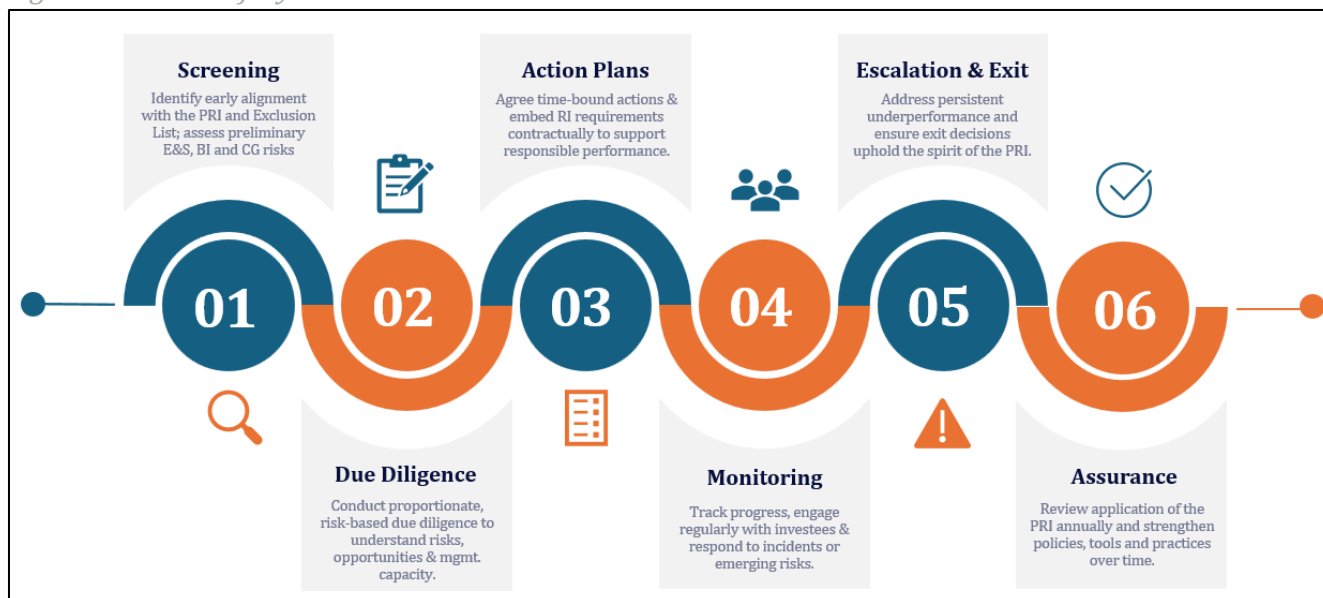 Screening
Identify early alignment
with the PRI and Exclusion
List; assess preliminary
E&S, BI and CG risks
Action Plans
Agree time-bound actions &
embed RI requirements
contractually to support
responsible performance.
Escalation & Exit
Address persistent
underperformance and
ensure exit decisions
uphold the spirit of the PRI.
01
02
03
04
05
06
Due Diligence
Conduct proportionate,
risk-based due diligence to
understand risks,
opportunities & mgmt.
capacity.
Monitoring
Track progress, engage
regularly with investees &
respond to incidents or
emerging risks.
Assurance
Review application of the
PRI annually and strengthen
policies, tools and practices
over time.